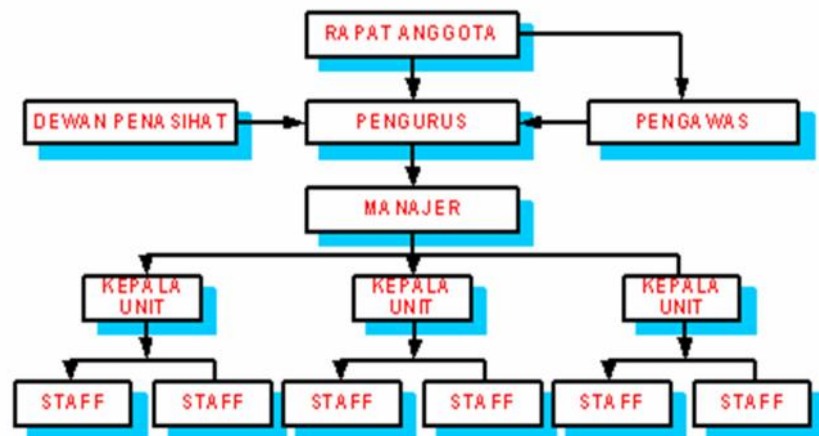 RAPAT ANGGOTA
DEWAN PENASIHAT
PENGURUS
PENGAWAS
MANAJER
KEPALA
UNIT
KEPALA
UNIT
KEPALA
UNIT
STAFF
STAFF
STAFF
STAFF
STAFF
STAFF